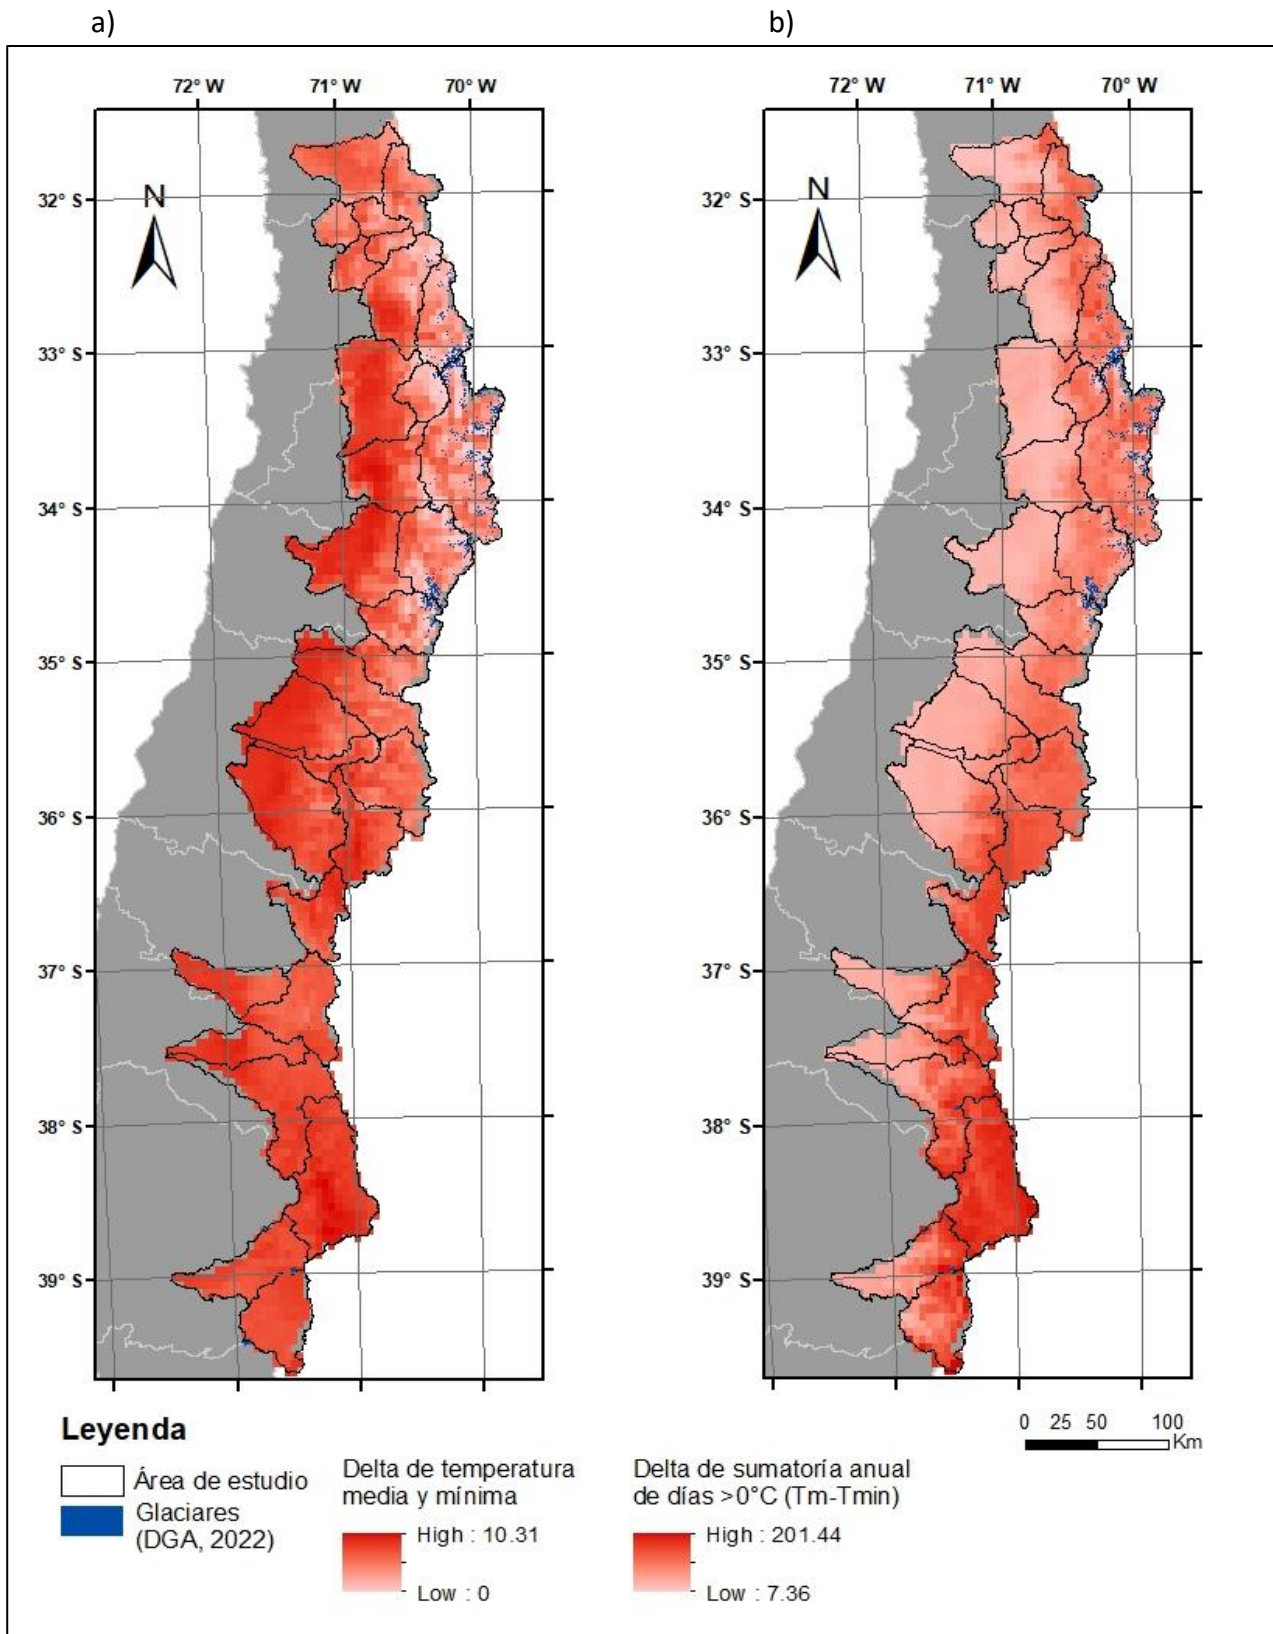 a)
b)
72° W 71° W 70° W
72° W 71° W 70° W
N
N
32° S
33° S
34° S
35° S
36° S
37° S
38° S
39° S
32° S
33° S
34° S
35° S
36° S
37° S
38° S
39° S
Leyenda
Área de estudio
Glaciares
(DGA, 2022)
Delta de temperatura
media y mínima
High : 10.31
Low : 0
Delta de sumatoría anual
de días >0°C (Tm-Tmin)
High : 201.44
Low : 7.36
0 25 50 100
Km